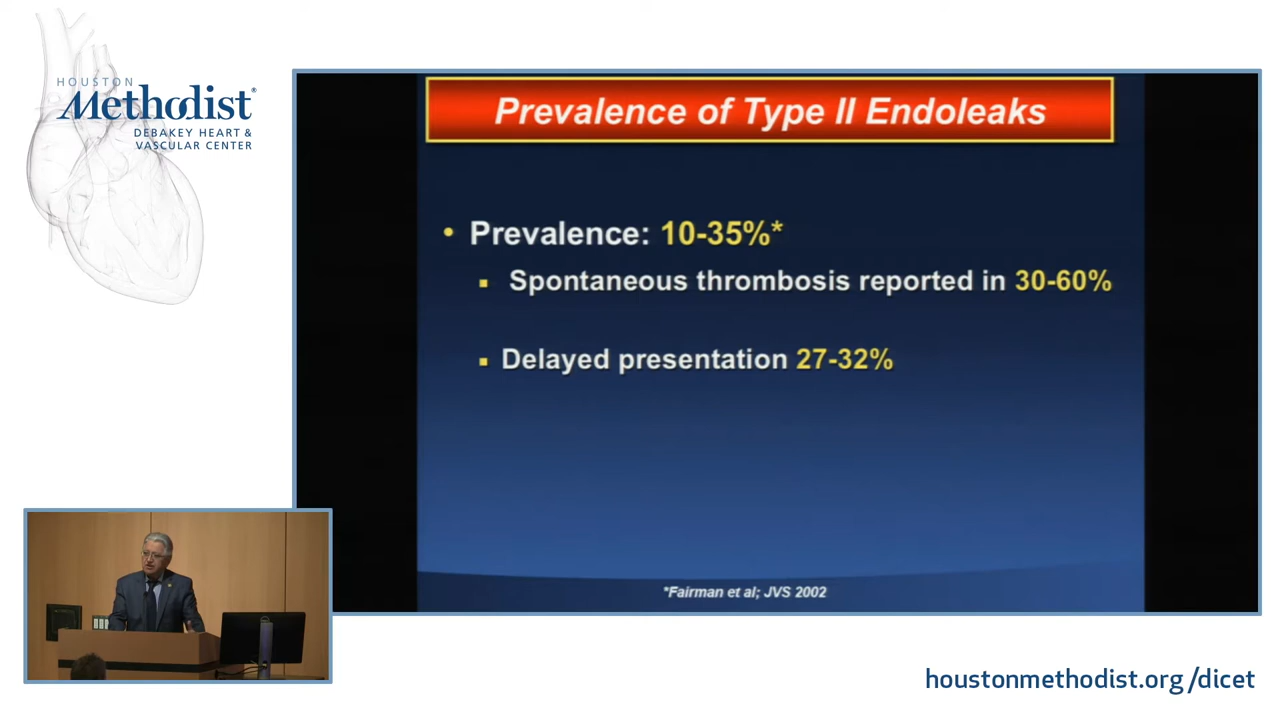 HOUSTON
Methodist®
DEBAKEY HEART &
VASCULAR CENTER
Prevalence of Type II Endoleaks
• Prevalence: 10-35%*
▪ Spontaneous thrombosis reported in 30-60%
▪ Delayed presentation 27-32%
*Fairman et al; JVS 2002
houstonmethodist.org/dicet